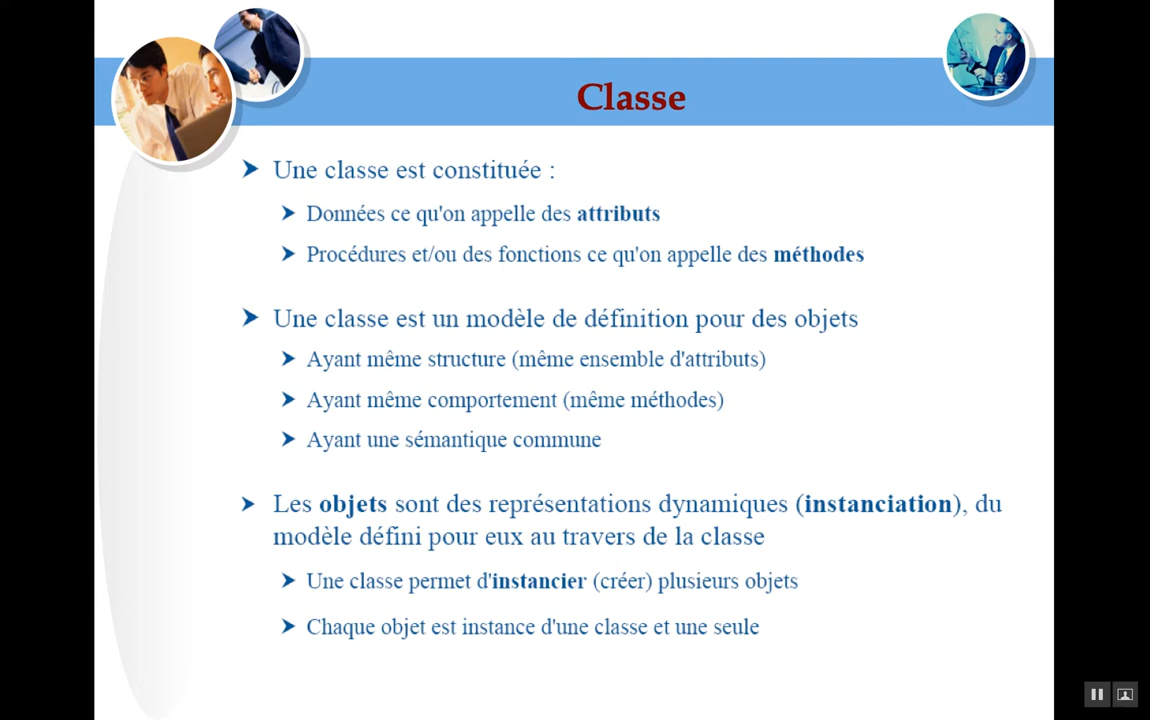 Classe
Une classe est constituée :
Données ce qu'on appelle des attributs
Procédures et/ou des fonctions ce qu'on appelle des méthodes
Une classe est un modèle de définition pour des objets
Ayant même structure (même ensemble d'attributs)
Ayant même comportement (même méthodes)
Ayant une sémantique commune
Les objets sont des représentations dynamiques (instanciation), du
modèle défini pour eux au travers de la classe
Une classe permet d'instancier (créer) plusieurs objets
Chaque objet est instance d'une classe et une seule